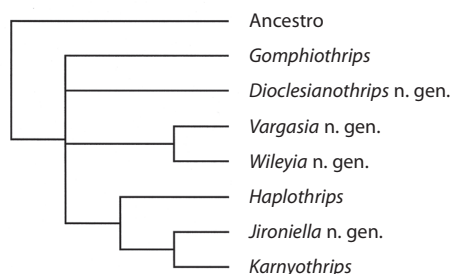 Ancestro
Gomphiothrips
Dioclesianothrips n. gen.
Vargasia n. gen.
Wileyia n. gen.
Haplothrips
Jironiella n. gen.
Karnyothrips